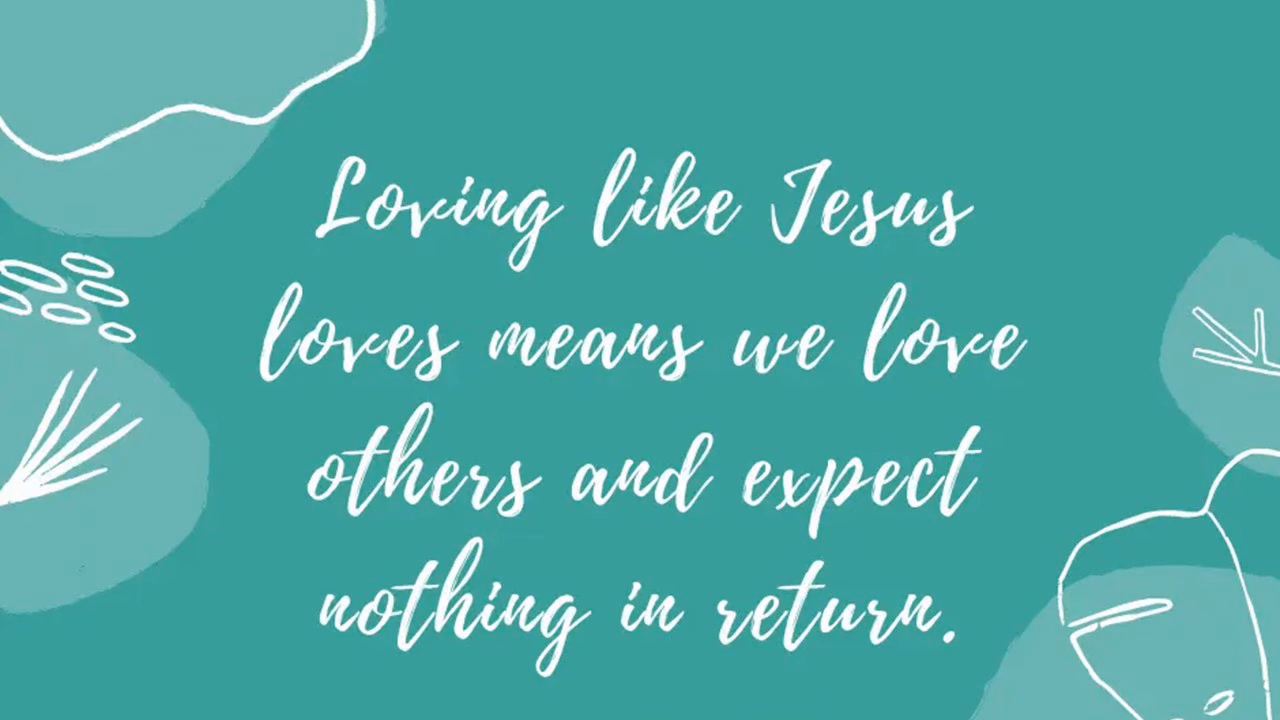 Loving like Jesus
loves means we love
others and expect
nothing in return.